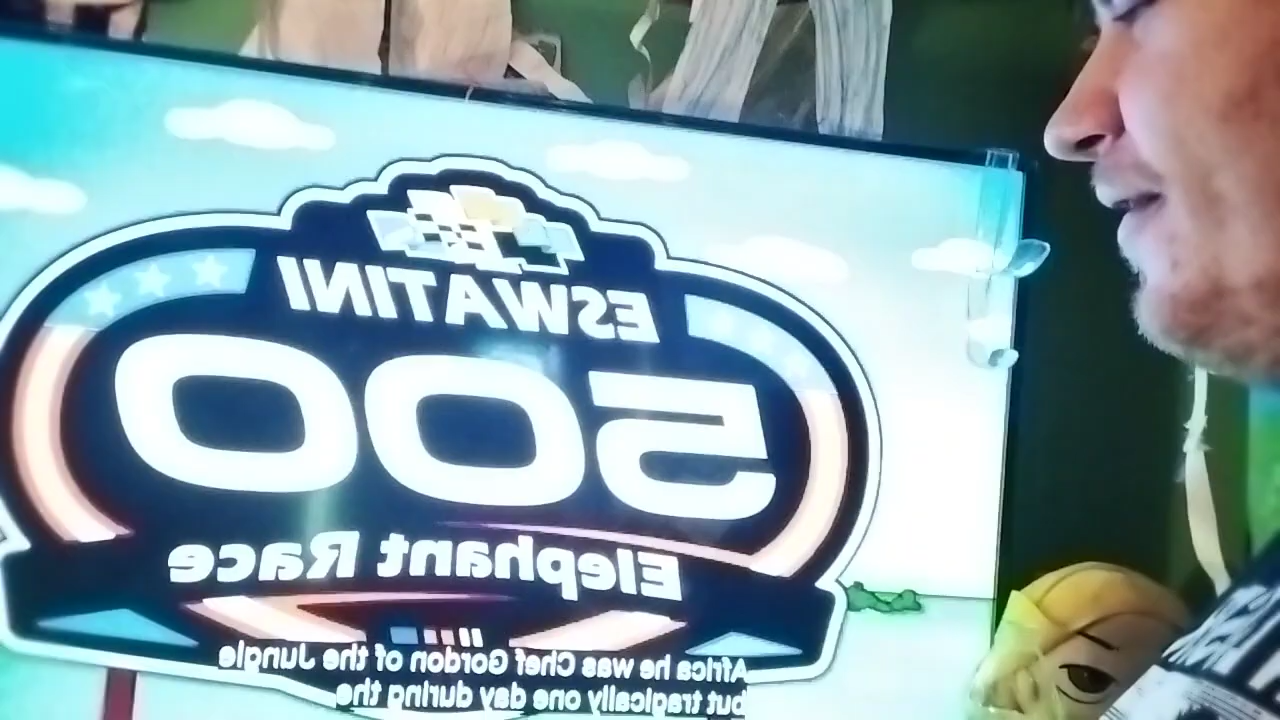 ESWATINI
500
Elephant Race
Africa he was Chef Gordon of the Jungle
but tragically one day during the